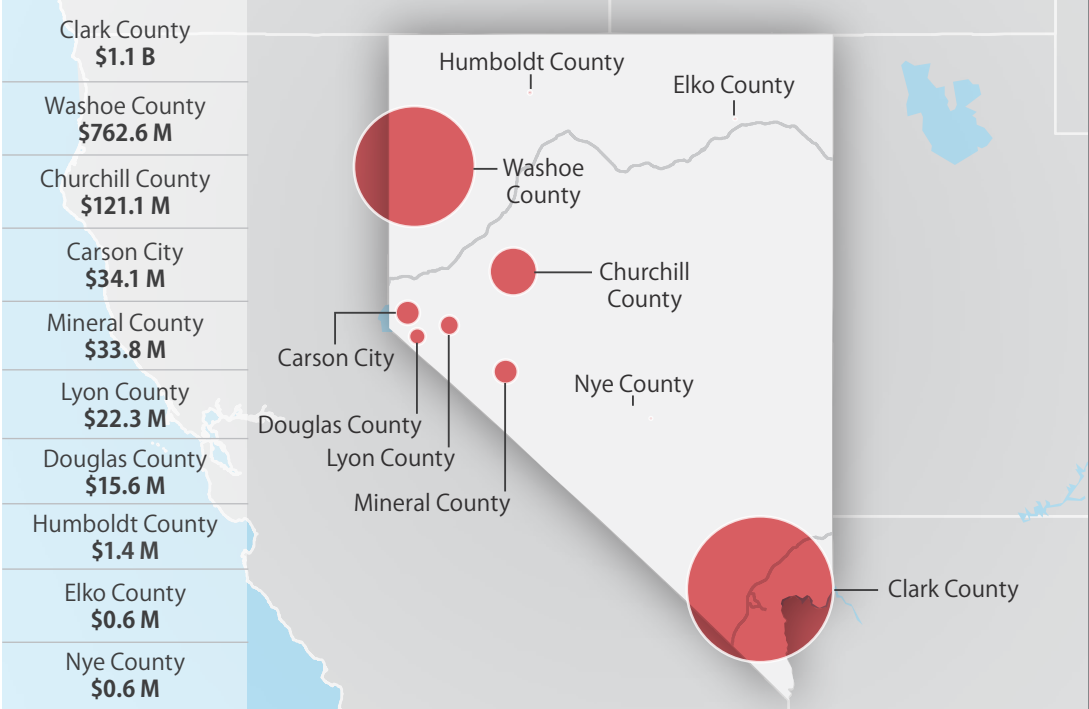 Clark County
$1.1 B
Washoe County
$762.6 M
Churchill County
$121.1 M
Carson City
$34.1 M
Mineral County
$33.8 M
Lyon County
$22.3 M
Douglas County
$15.6 M
Humboldt County
$1.4 M
Elko County
$0.6 M
Nye County
$0.6 M
Humboldt County
Elko County
Washoe
County
Churchill
County
Carson City
Nye County
Douglas County
Lyon County
Mineral County
Clark County